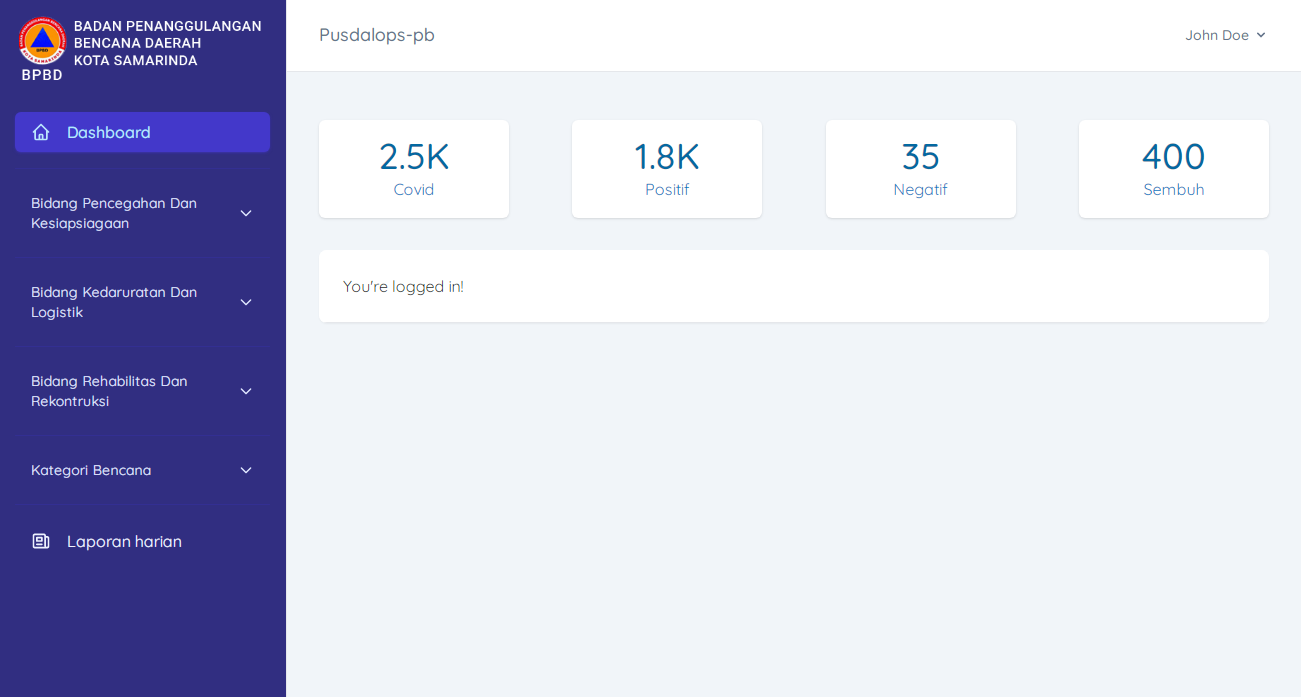 BADAN PENANGGULANGAN
BENCANA DAERAH
KOTA SAMARINDA
BPBD
Pusdalops-pb
John Doe
Dashboard
Bidang Pencegahan Dan
Kesiapsiagaan
Bidang Kedaruratan Dan
Logistik
Bidang Rehabilitas Dan
Rekontruksi
Kategori Bencana
Laporan harian
2.5K
Covid
1.8K
Positif
35
Negatif
400
Sembuh
You're logged in!